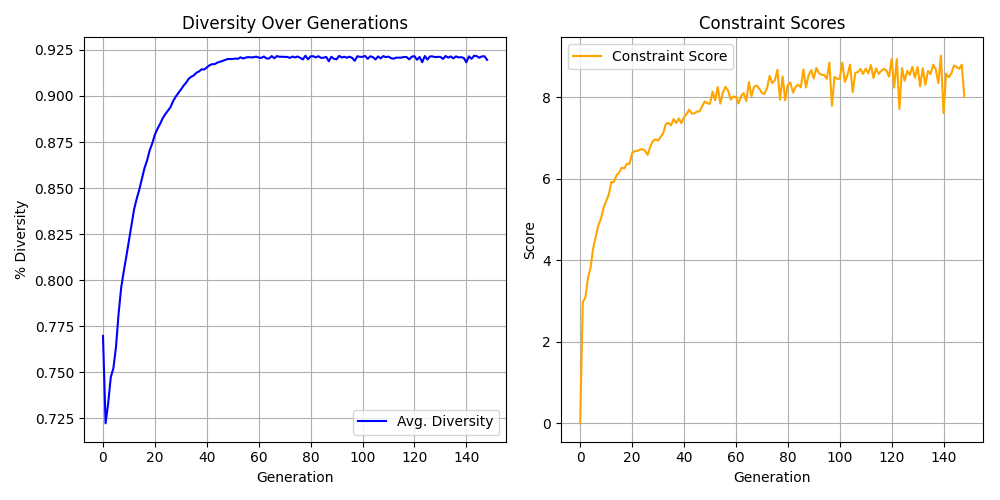 Diversity Over Generations
% Diversity
0.925
0.900
0.875
0.850
0.825
0.800
0.775
0.750
0.725
Avg. Diversity
0 20 40 60 80 100 120 140
Generation
Constraint Scores
Score
Constraint Score
8
6
4
2
0
0 20 40 60 80 100 120 140
Generation